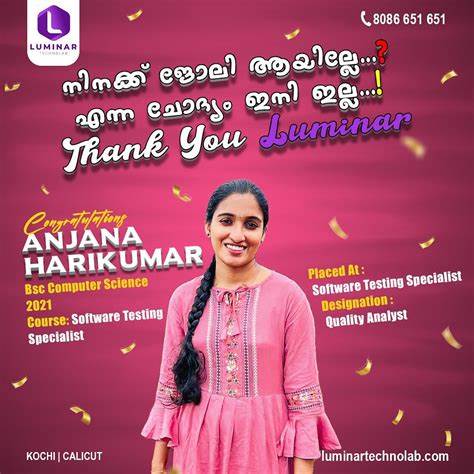 LUMINAR
TECHNOLAB
8086 651 651
നിനക്ക് ജോലി ആയില്ലേ...?
എന്ന ചോദ്യം ഇനി ഇല്ല...!
Thank You Luminar
Congratulations
ANJANA
HARIKUMAR
Bsc Computer Science
2021
Course: Software Testing
Specialist
Placed At :
Software Testing Specialist
Designation :
Quality Analyst
KOCHI | CALICUT
luminartechnolab.com